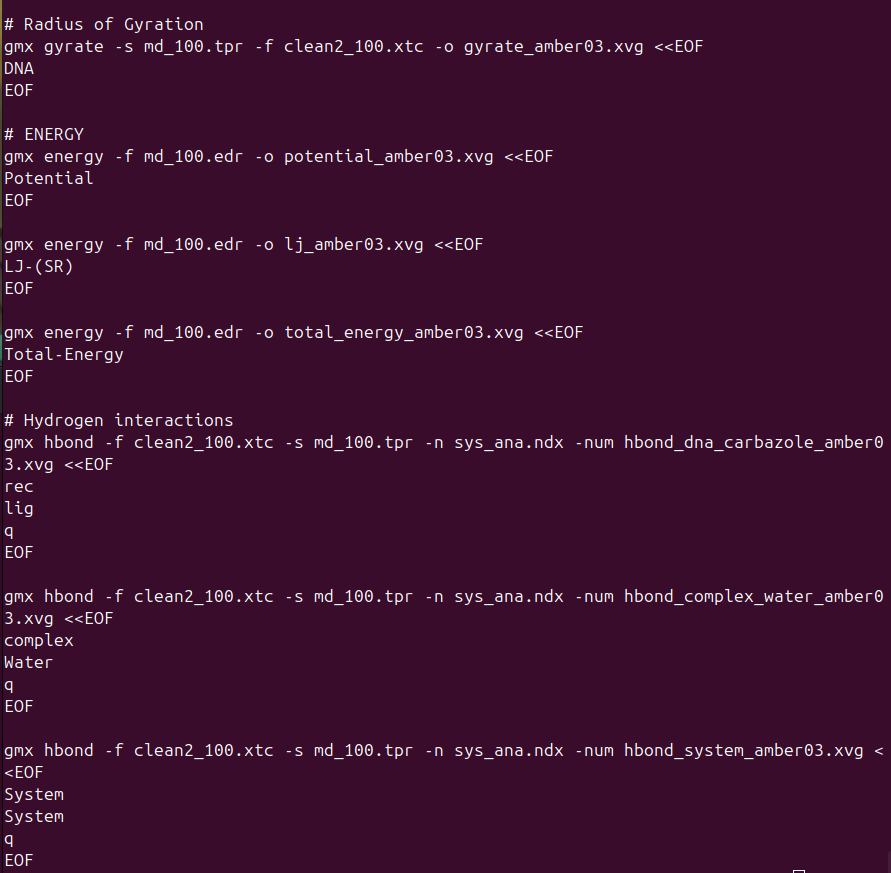 # Radius of Gyration
gmx gyrate -s md_100.tpr -f clean2_100.xtc -o gyrate_amber03.xvg <<EOF
DNA
EOF
# ENERGY
gmx energy -f md_100.edr -o potential_amber03.xvg <<EOF
Potential
EOF
gmx energy -f md_100.edr -o lj_amber03.xvg <<EOF
LJ-(SR)
EOF
gmx energy -f md_100.edr -o total_energy_amber03.xvg <<EOF
Total-Energy
EOF
# Hydrogen interactions
gmx hbond -f clean2_100.xtc -s md_100.tpr -n sys_ana.ndx -num hbond_dna_carbazole_amber0
3.xvg <<EOF
rec
lig
q
EOF
gmx hbond -f clean2_100.xtc -s md_100.tpr -n sys_ana.ndx -num hbond_complex_water_amber0
3.xvg <<EOF
complex
Water
q
EOF
gmx hbond -f clean2_100.xtc -s md_100.tpr -n sys_ana.ndx -num hbond_system_amber03.xvg <
<EOF
System
System
q
EOF